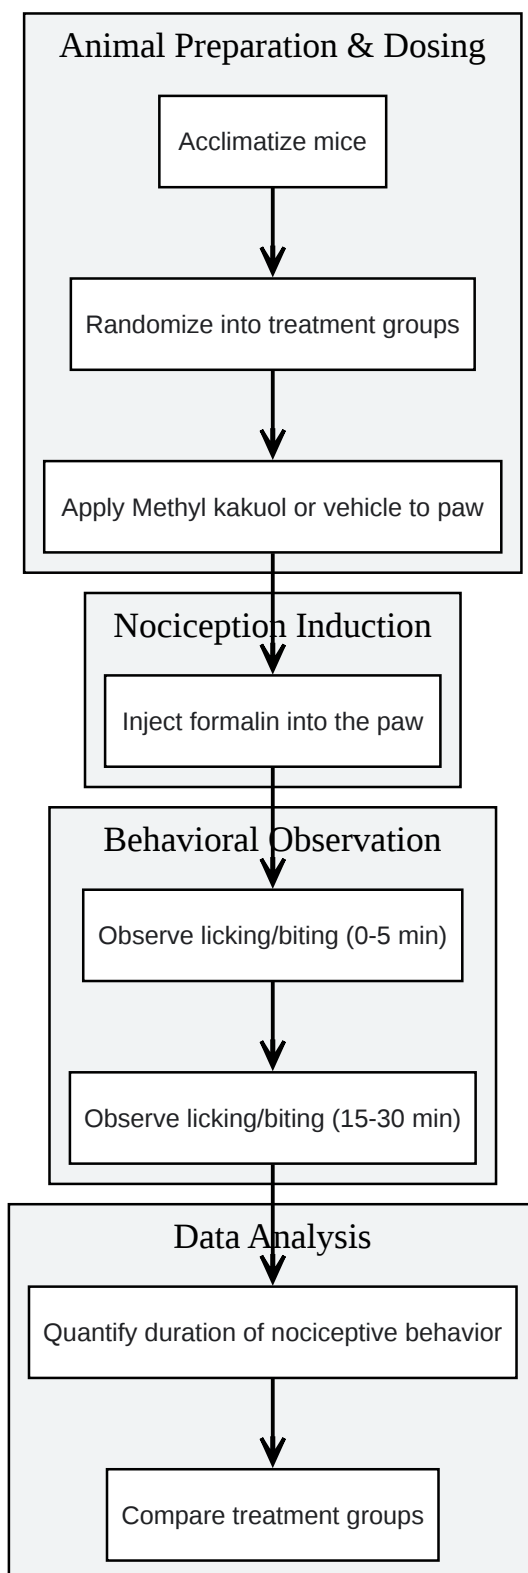 Animal Preparation & Dosing
Acclimatize mice
Randomize into treatment groups
Apply Methyl kakuol or vehicle to paw
Nociception Induction
Inject formalin into the paw
Behavioral Observation
Observe licking/biting (0-5 min)
Observe licking/biting (15-30 min)
Data Analysis
Quantify duration of nociceptive behavior
Compare treatment groups